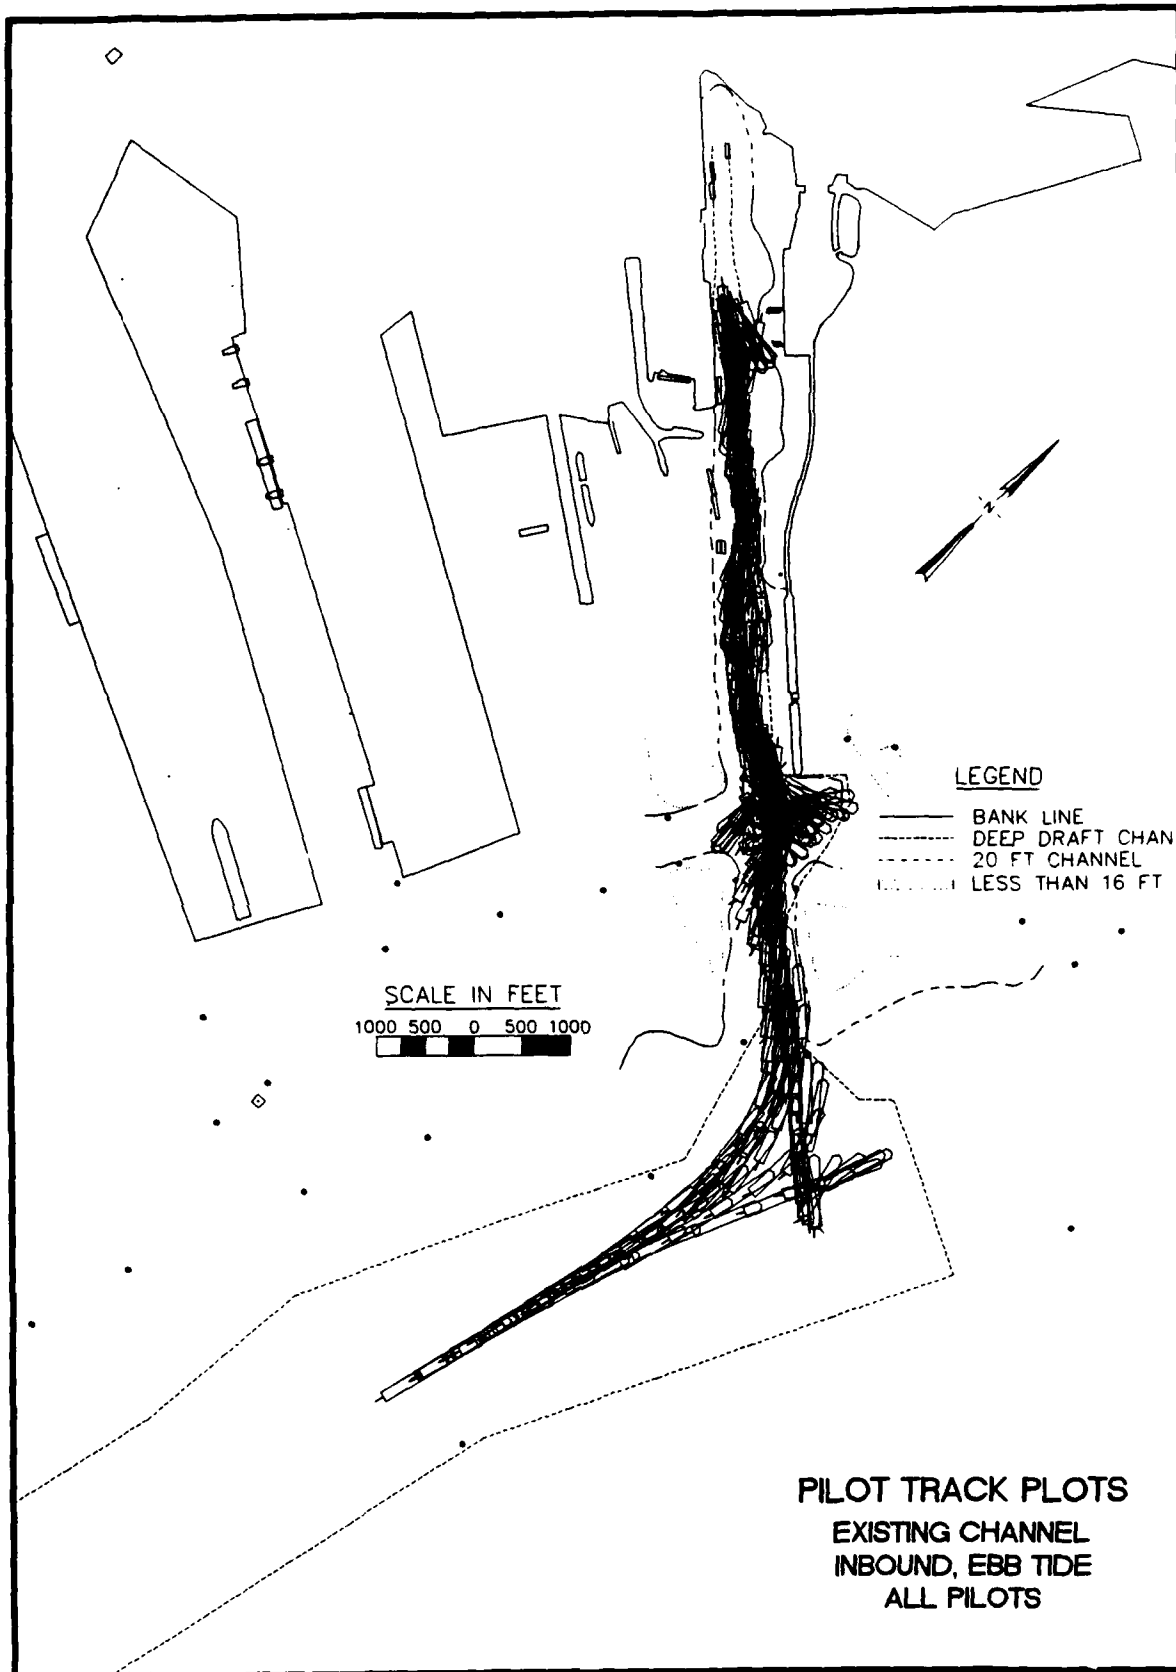 N
LEGEND
BANK LINE
DEEP DRAFT CHAN
20 FT CHANNEL
LESS THAN 16 FT
SCALE IN FEET
1000 500 0 500 1000
PILOT TRACK PLOTS
EXISTING CHANNEL
INBOUND, EBB TIDE
ALL PILOTS